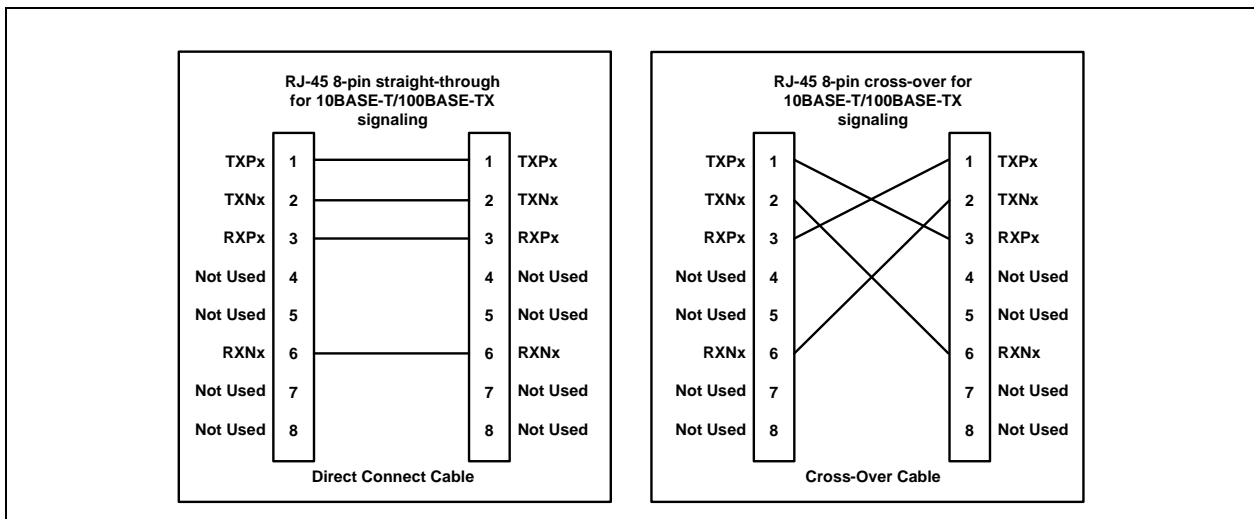 RJ-45 8-pin straight-through
for 10BASE-T/100BASE-TX
signaling
TXPx 1 1 TXPx
TXNx 2 2 TXNx
RXPx 3 3 RXPx
Not Used 4 4 Not Used
Not Used 5 5 Not Used
RXNx 6 6 RXNx
Not Used 7 7 Not Used
Not Used 8 8 Not Used
Direct Connect Cable
RJ-45 8-pin cross-over for
10BASE-T/100BASE-TX
signaling
TXPx 1 1 TXPx
TXNx 2 2 TXNx
RXPx 3 3 RXPx
Not Used 4 4 Not Used
Not Used 5 5 Not Used
RXNx 6 6 RXNx
Not Used 7 7 Not Used
Not Used 8 8 Not Used
Cross-Over Cable